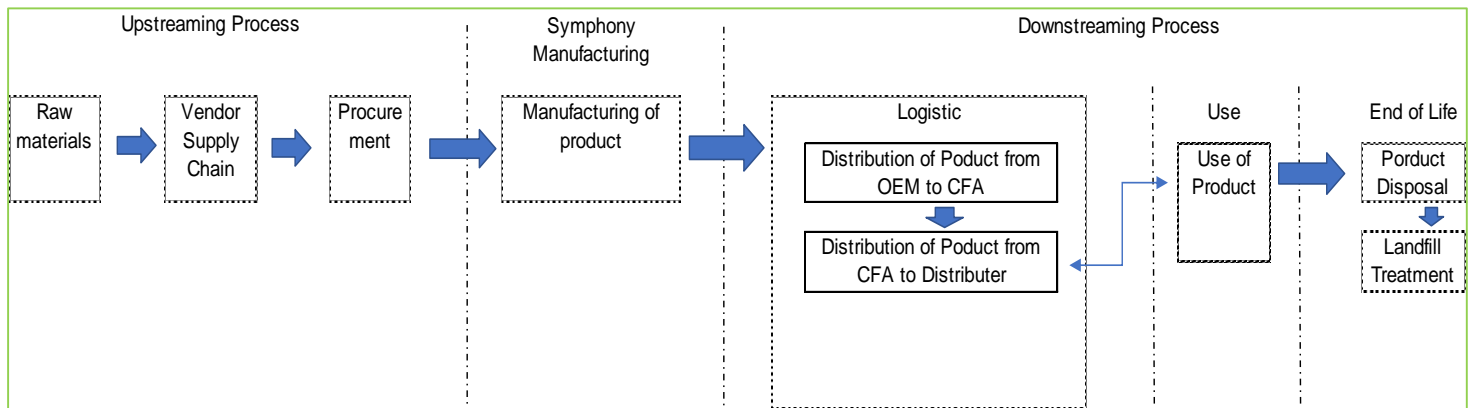 Upstreaming Process
Symphony
Manufacturing
Downstreaming Process
Raw
materials
Vendor
Supply
Chain
Procure
ment
Manufacturing of
product
Logistic
Distribution of Poduct from
OEM to CFA
Distribution of Poduct from
CFA to Distributer
Use
Use of
Product
End of Life
Porduct
Disposal
Landfill
Treatment